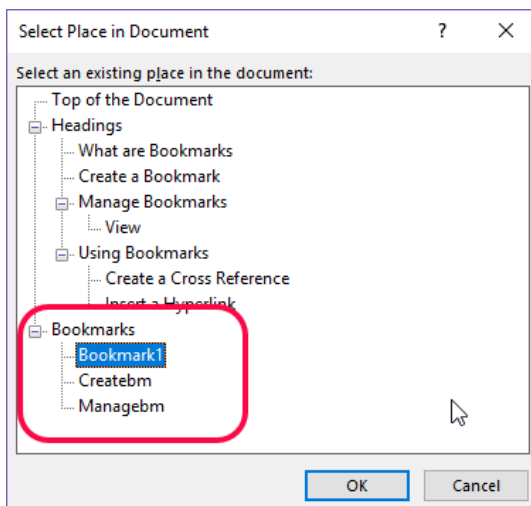 Select Place in Document ? X
Select an existing place in the document:
Top of the Document
Headings
What are Bookmarks
Create a Bookmark
Manage Bookmarks
View
Using Bookmarks
Create a Cross Reference
Insert a Hyperlink
Bookmarks
Bookmark1
Createbm
Managebm
OK Cancel